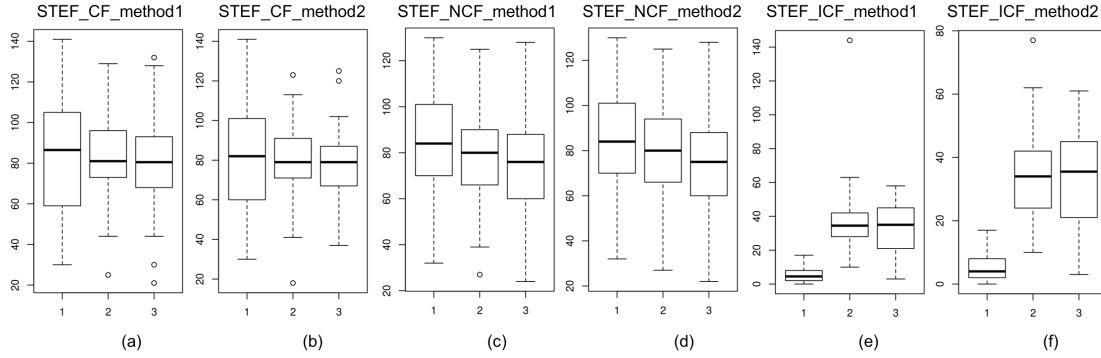 STEF_CF_method1
20 40 60 80 100 120 140
1 2 3
(a)
STEF_CF_method2
20 40 60 80 100 120 140
1 2 3
(b)
STEF_NCF_method1
20 40 60 80 100 120
1 2 3
(c)
STEF_NCF_method2
20 40 60 80 100 120
1 2 3
(d)
STEF_ICF_method1
0 20 40 60 80 100 120 140
1 2 3
(e)
STEF_ICF_method2
0 20 40 60 80
1 2 3
(f)